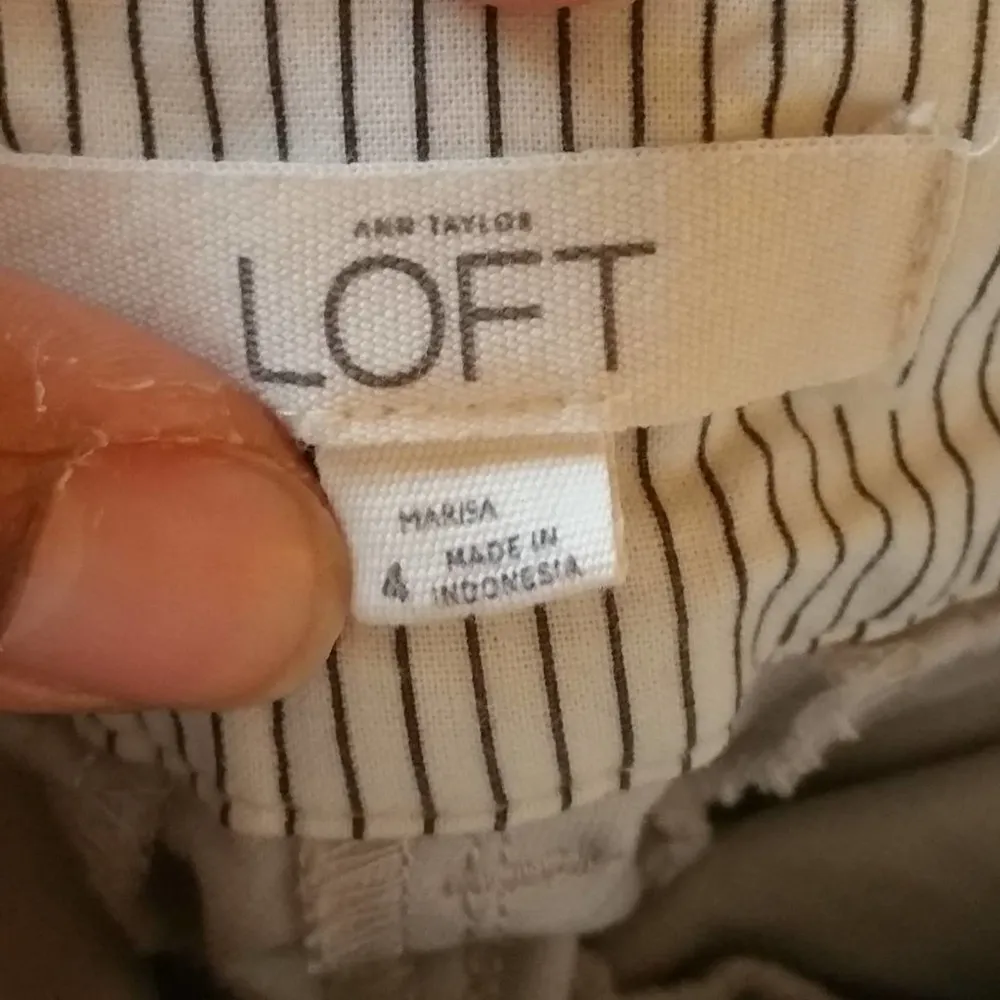 ANN TAYLOR
LOFT
MARISA
4 MADE IN
INDONESIA